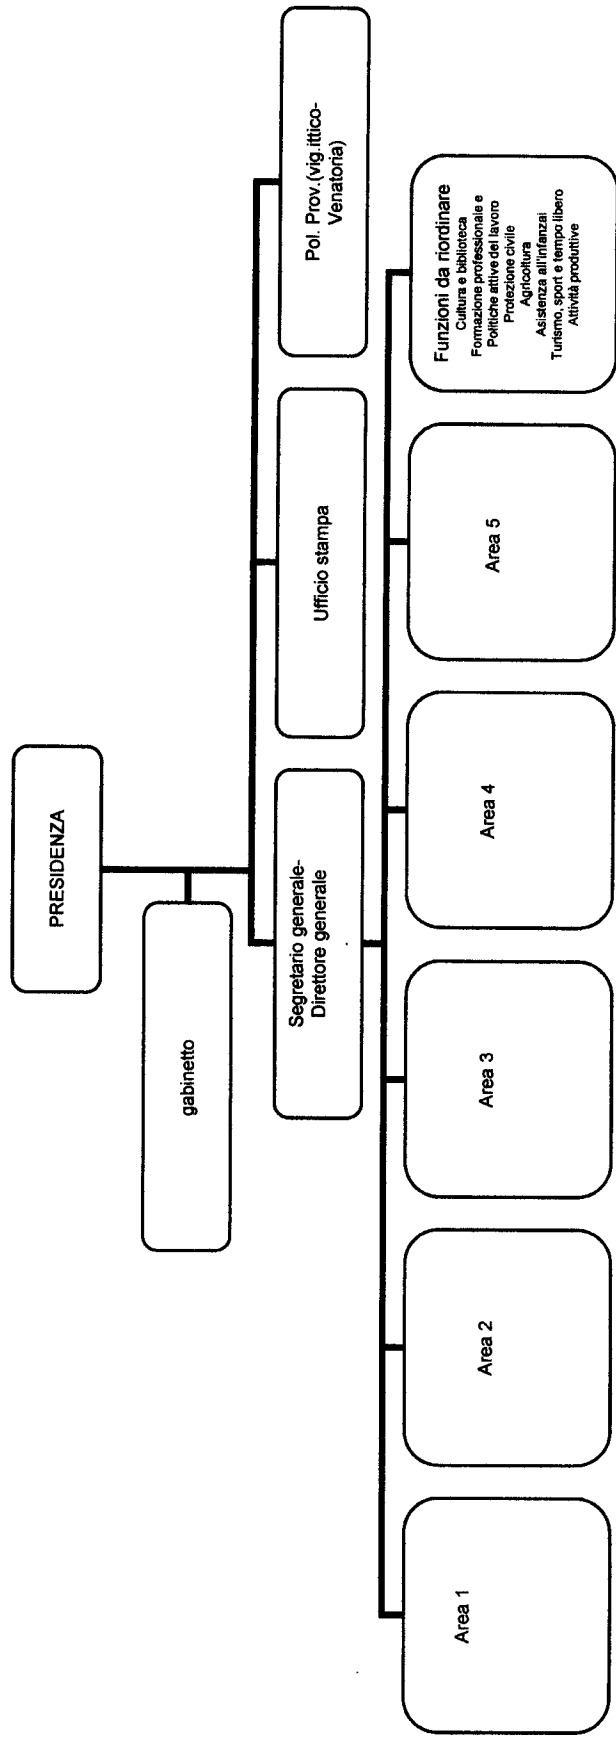 PRESIDENZA
gabinetto
Segretario generale-
Direttore generale
Ufficio stampa
Pol. Prov.(vig.ittico-
Venatoria)
Area 1
Area 2
Area 3
Area 4
Area 5
Funzioni da riordinare
Cultura e biblioteca
Formazione professionale e
Politiche attive del lavoro
Protezione civile
Agricoltura
Asistenza all'infanzai
Turismo, sport e tempo libero
Attività produttive